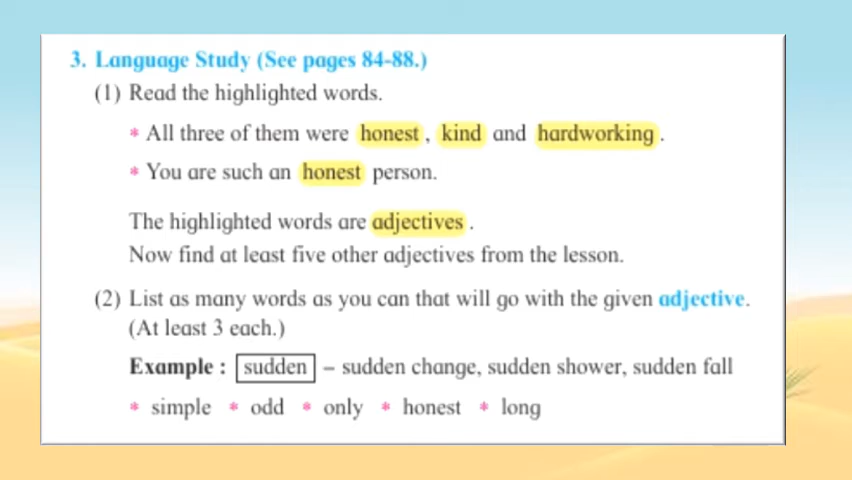 3. Language Study (See pages 84-88.)
(1) Read the highlighted words.
* All three of them were honest , kind and hardworking .
* You are such an honest person.
The highlighted words are adjectives .
Now find at least five other adjectives from the lesson.
(2) List as many words as you can that will go with the given adjective.
(At least 3 each.)
Example : sudden – sudden change, sudden shower, sudden fall
* simple * odd * only * honest * long